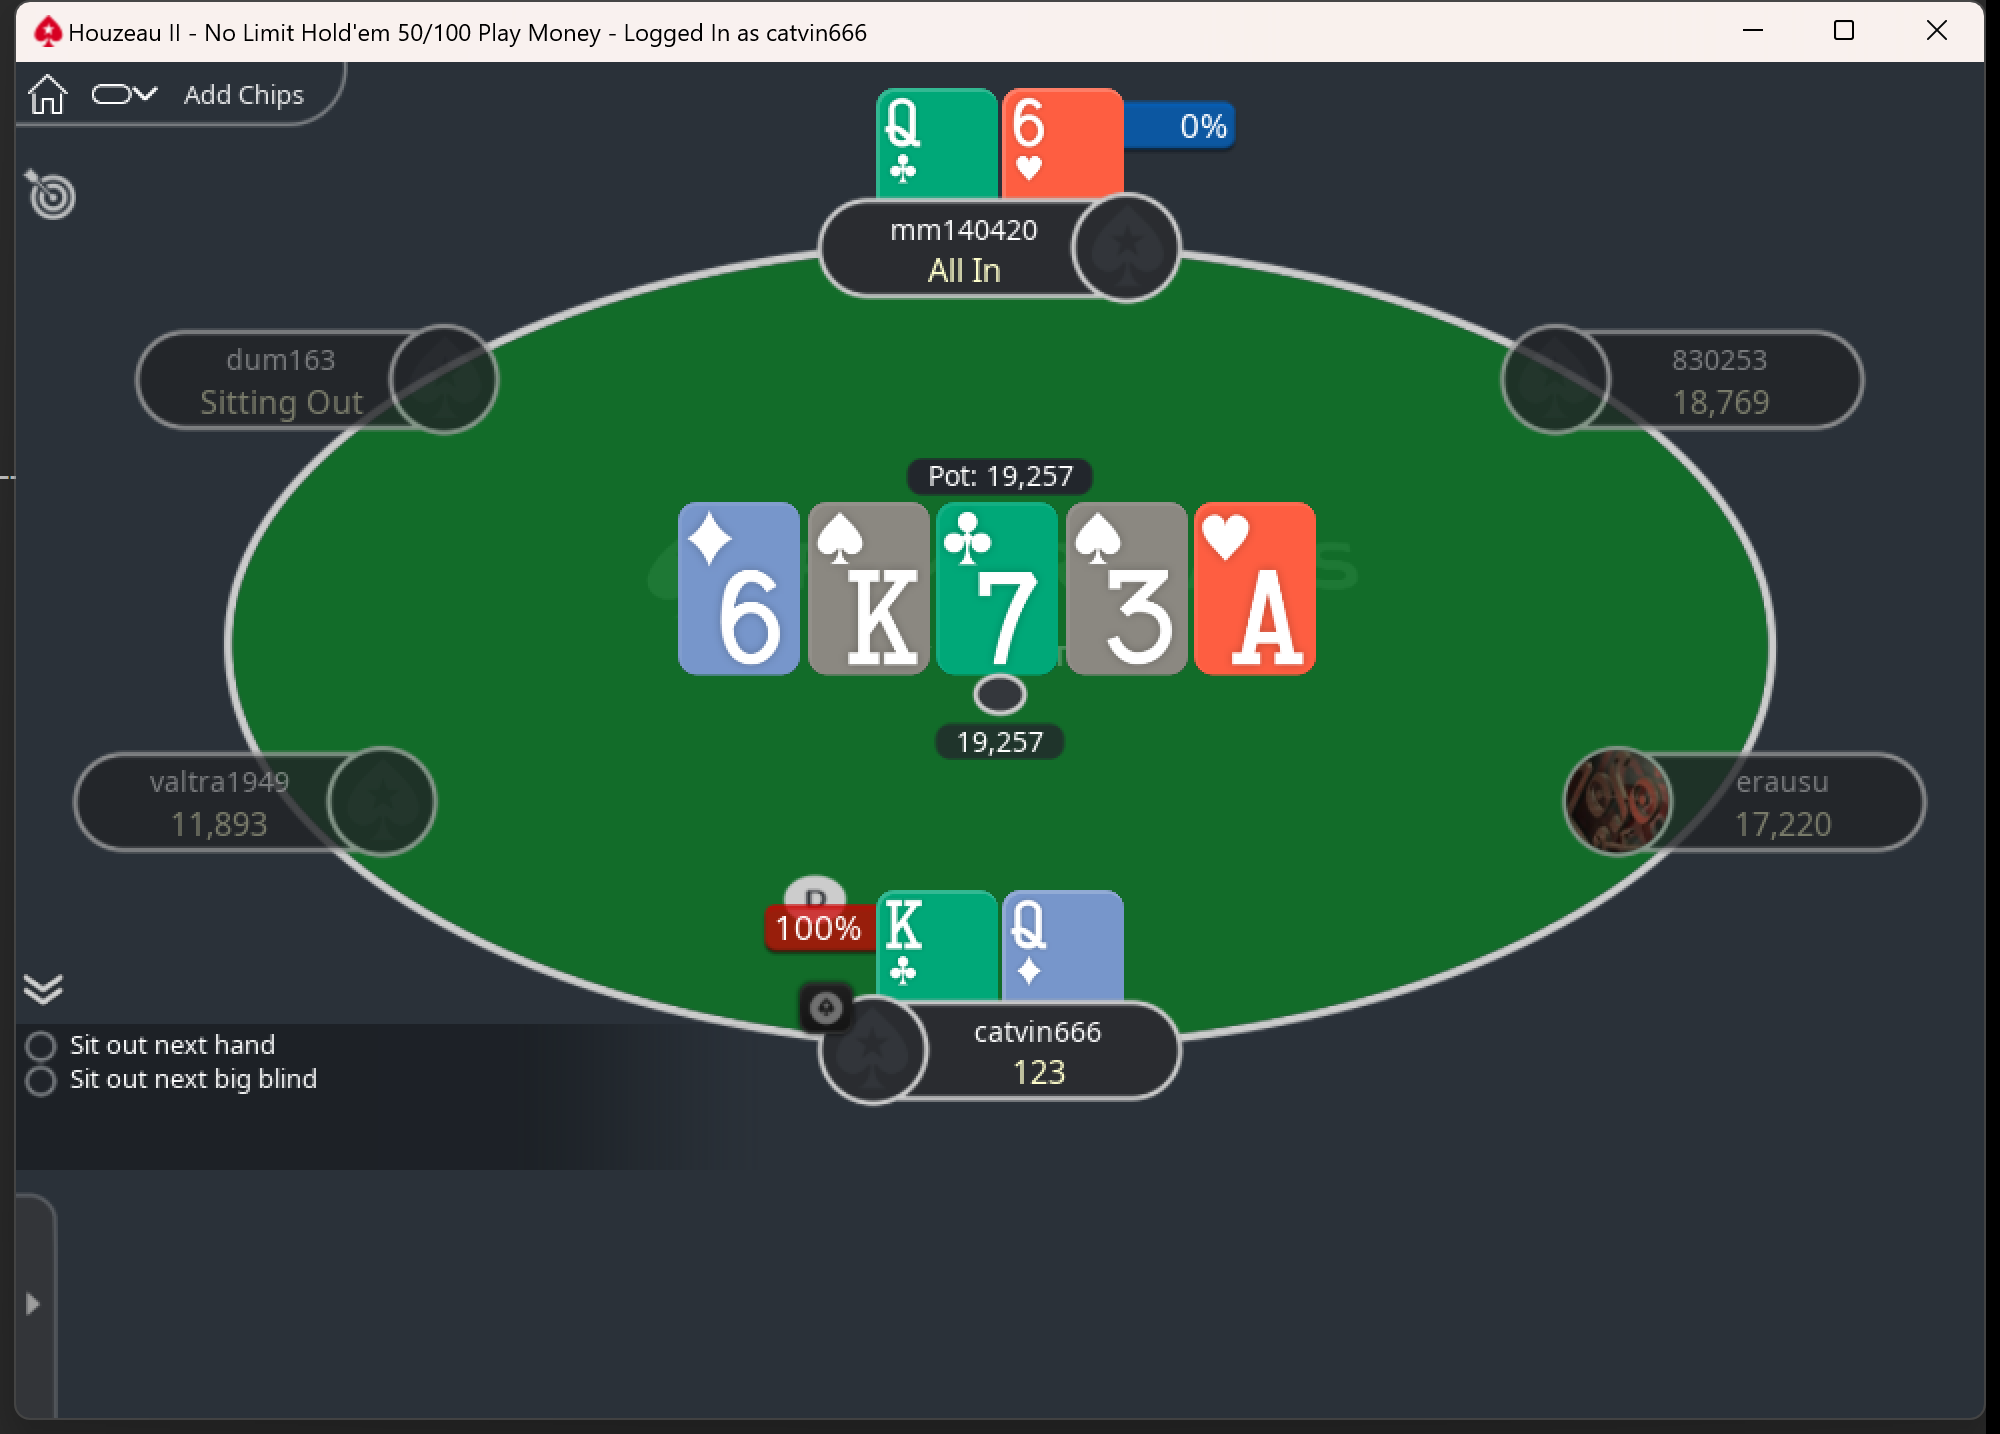 Houzeau II - No Limit Hold'em 50/100 Play Money - Logged In as catvin666
Add Chips
Q 6
0%
mm140420
All In
dum163
Sitting Out
830253
18,769
Pot: 19,257
6 K 7 3 A
19,257
valtra1949
11,893
erausu
17,220
D
100%
K Q
catvin666
123
Sit out next hand
Sit out next big blind